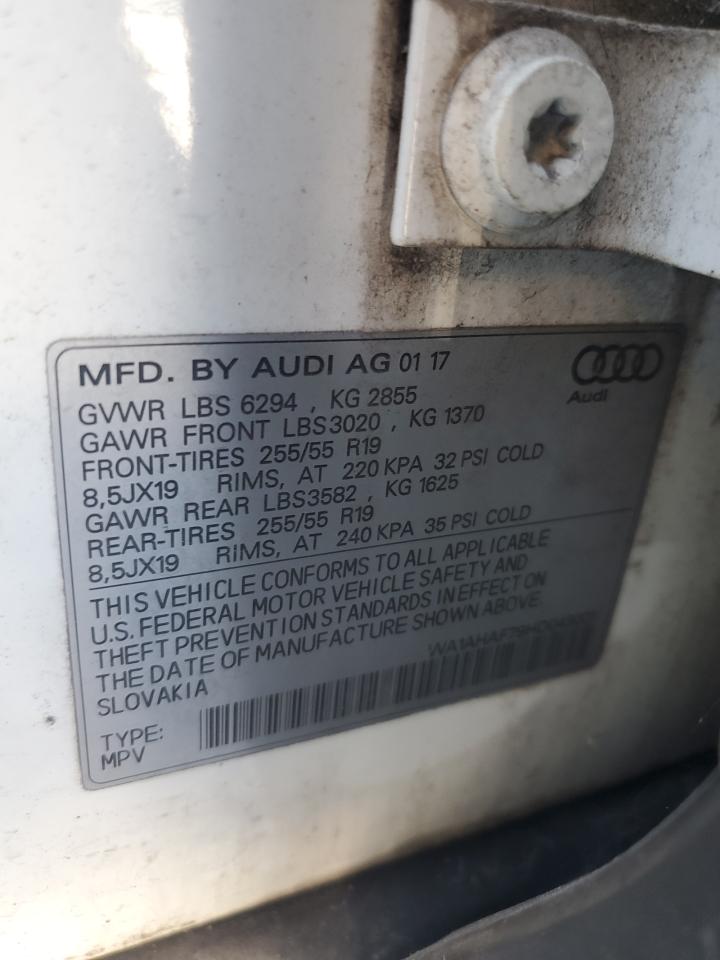 MFD. BY AUDI AG 01 17
Audi
GVWR LBS 6294 , KG 2855
GAWR FRONT LBS3020 , KG 1370
FRONT-TIRES 255/55 R19
8,5JX19 RIMS, AT 220 KPA 32 PSI COLD
GAWR REAR LBS3582 , KG 1625
REAR-TIRES 255/55 R19
8,5JX19 RIMS, AT 240 KPA 35 PSI COLD
THIS VEHICLE CONFORMS TO ALL APPLICABLE
U.S. FEDERAL MOTOR VEHICLE SAFETY AND
THEFT PREVENTION STANDARDS IN EFFECT ON
THE DATE OF MANUFACTURE SHOWN ABOVE.
SLOVAKIA
TYPE:
MPV